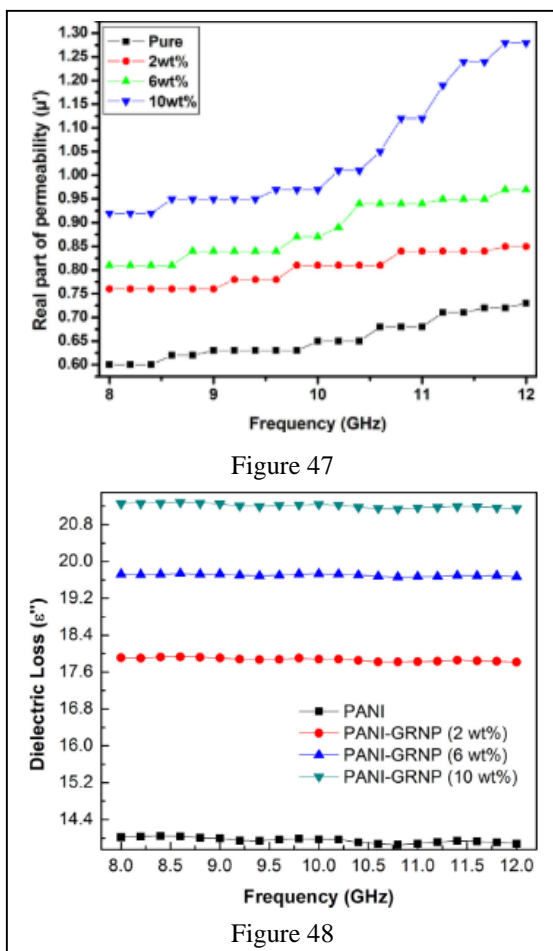 1.30
1.25
1.20
1.15
1.10
1.05
1.00
0.95
0.90
0.85
0.80
0.75
0.70
0.65
0.60
Real part of permeability (μ')
Pure
2wt%
6wt%
10wt%
8 9 10 11 12
Frequency (GHz)
Figure 47
20.8
20.0
19.2
18.4
17.6
16.8
16.0
15.2
14.4
Dielectric Loss (ε")
PANI
PANI-GRNP (2 wt%)
PANI-GRNP (6 wt%)
PANI-GRNP (10 wt%)
8.0 8.5 9.0 9.5 10.0 10.5 11.0 11.5 12.0
Frequency (GHz)
Figure 48